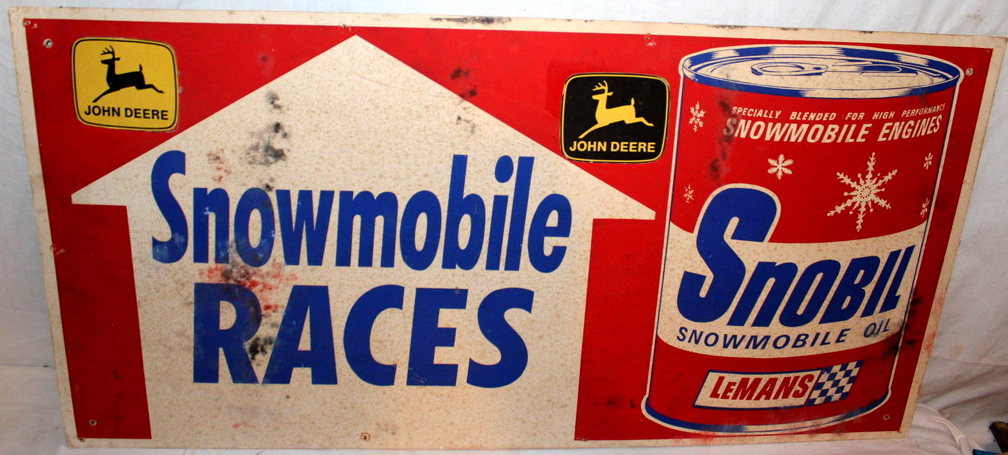 JOHN DEERE
Snowmobile
RACES
JOHN DEERE
SPECIALLY BLENDED FOR HIGH PERFORMANCE
SNOWMOBILE ENGINES
SNOBIL
SNOWMOBILE OIL
LEMANS